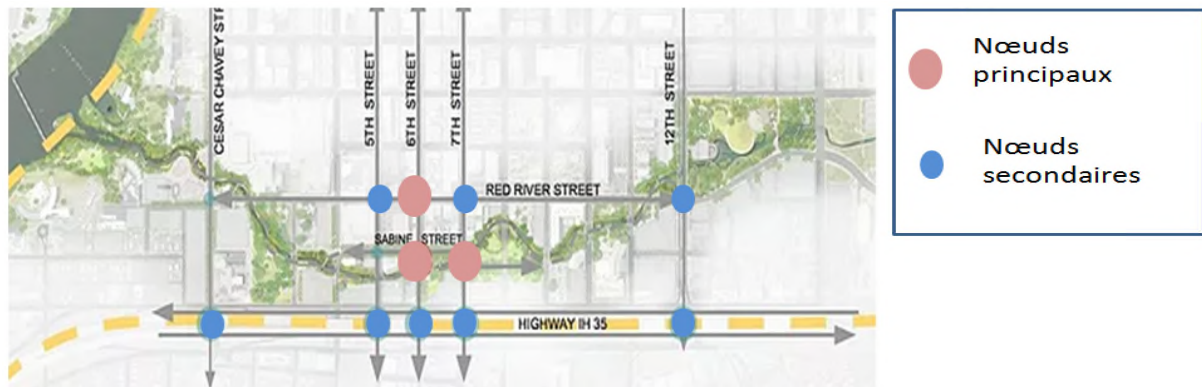 CESAR CHAVEY STR
5TH STREET
6TH STREET
7TH STREET
12TH STREET
RED RIVER STREET
SABINE STREET
HIGHWAY IH 35
Nœuds
principaux
Nœuds
secondaires